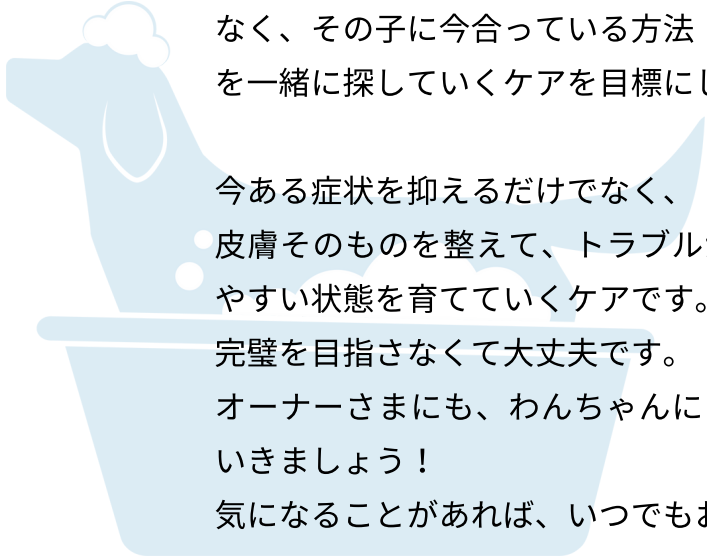 なく、その子に今合っている方法
を一緒に探していくケアを目標に
今ある症状を抑えるだけでなく、
皮膚そのものを整えて、トラブル
やすい状態を育てていくケアです。
完璧を目指さなくて大丈夫です。
オーナーさまにも、わんちゃんに
いきましょう！
気になることがあれば、いつでも